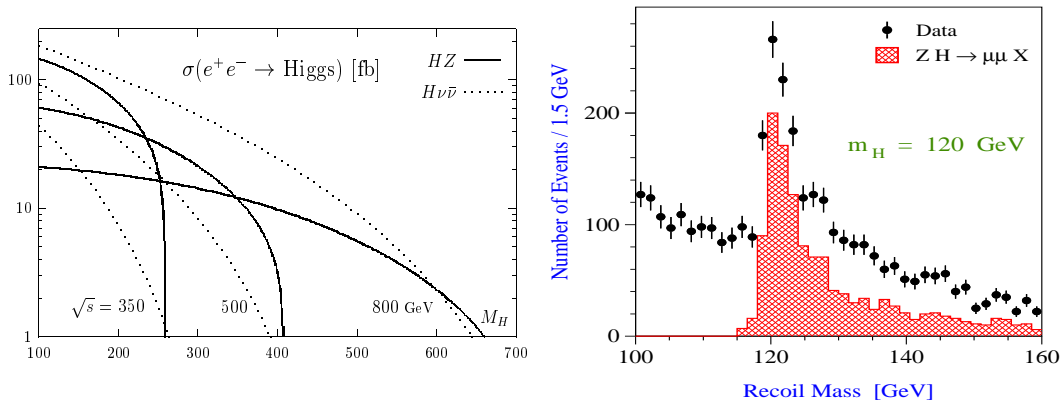 σ(e⁺e⁻ → Higgs) [fb]
HZ
Hνν̄
100
10
1
√s = 350
500
800 GeV
M_H
100 200 300 400 500 600 700
Number of Events / 1.5 GeV
Data
Z H → μμ X
m_H = 120 GeV
200
100
0
100 120 140 160
Recoil Mass [GeV]